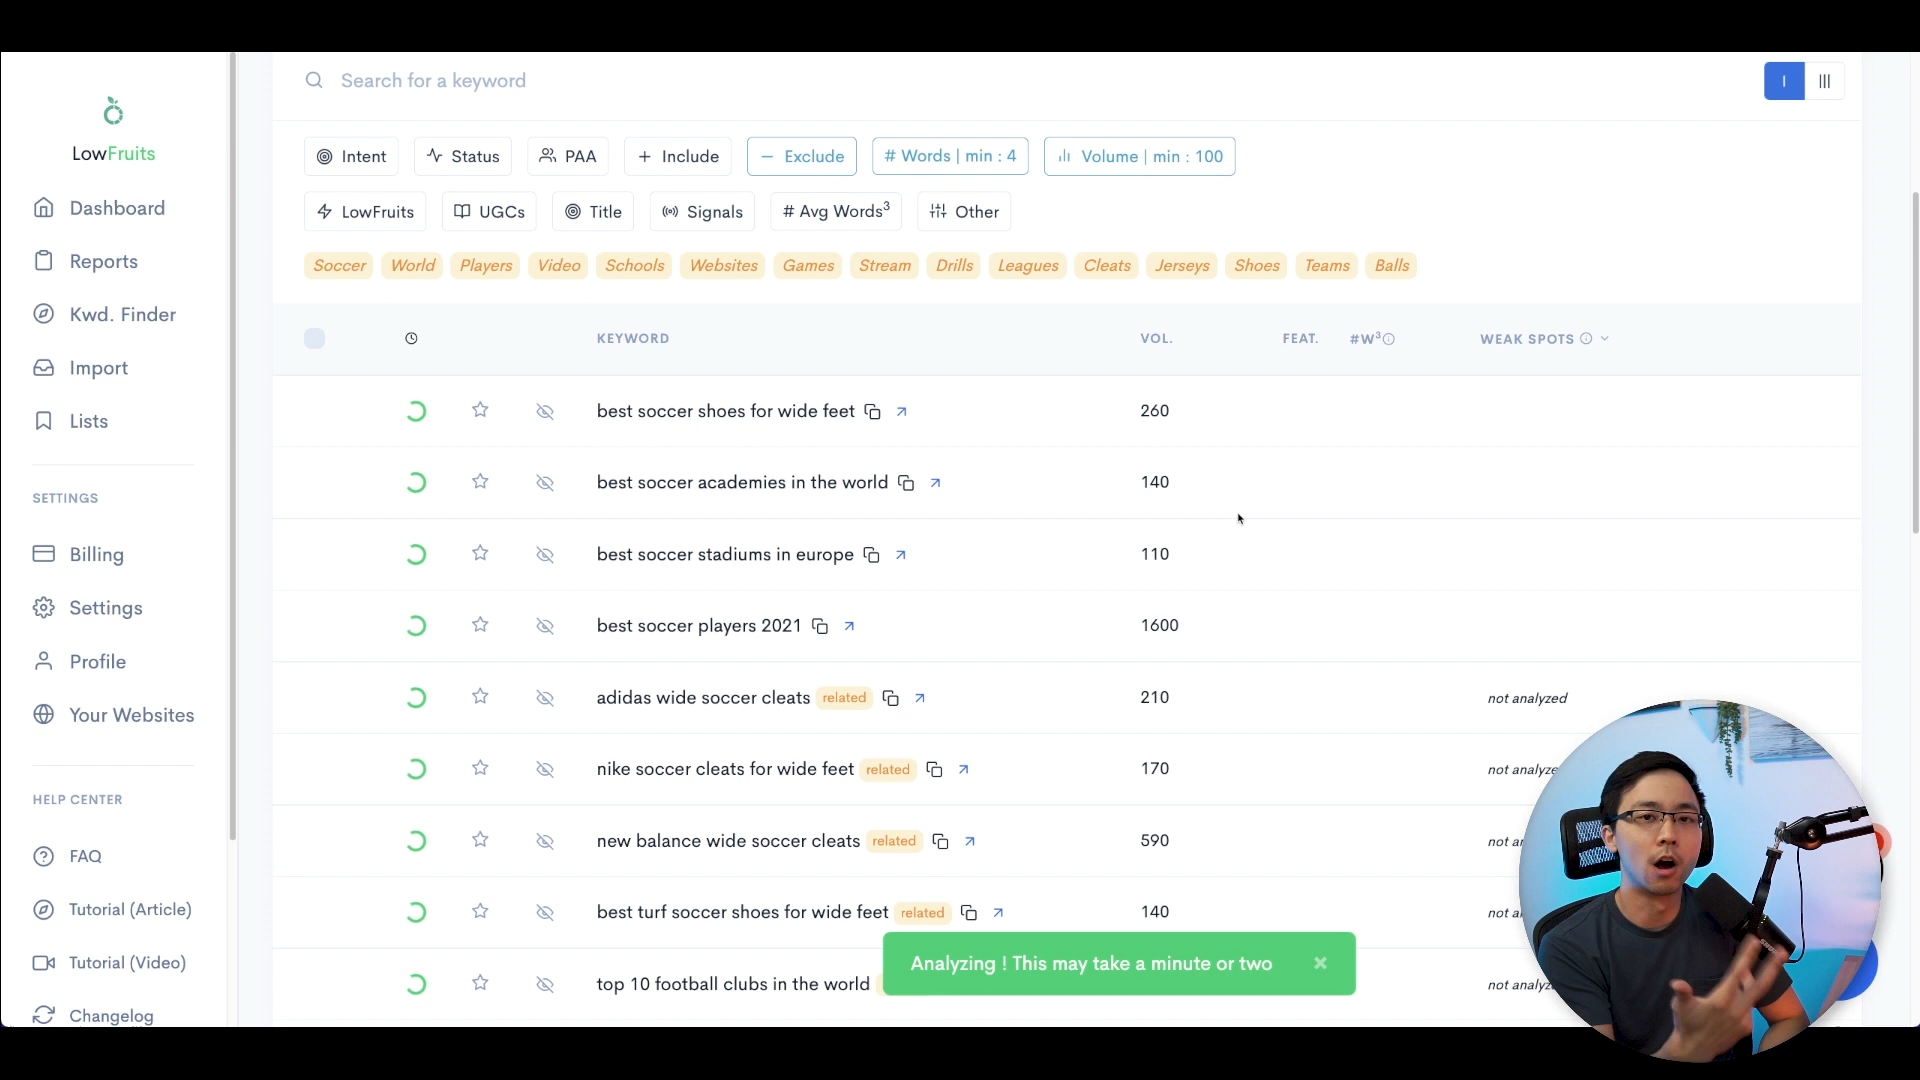 Search for a keyword
LowFruits
Intent Status PAA + Include − Exclude # Words | min : 4 Volume | min : 100
LowFruits UGCs Title Signals # Avg Words³ Other
Soccer World Players Video Schools Websites Games Stream Drills Leagues Cleats Jerseys Shoes Teams Balls
Dashboard
Reports
Kwd. Finder
Import
Lists
SETTINGS
Billing
Settings
Profile
Your Websites
HELP CENTER
FAQ
Tutorial (Article)
Tutorial (Video)
Changelog
KEYWORD VOL. FEAT. #W³ WEAK SPOTS
best soccer shoes for wide feet 260
best soccer academies in the world 140
best soccer stadiums in europe 110
best soccer players 2021 1600
adidas wide soccer cleats related 210 not analyzed
nike soccer cleats for wide feet related 170 not analyze
new balance wide soccer cleats related 590 not
best turf soccer shoes for wide feet related 140 not
top 10 football clubs in the world not analyz
Analyzing ! This may take a minute or two ×